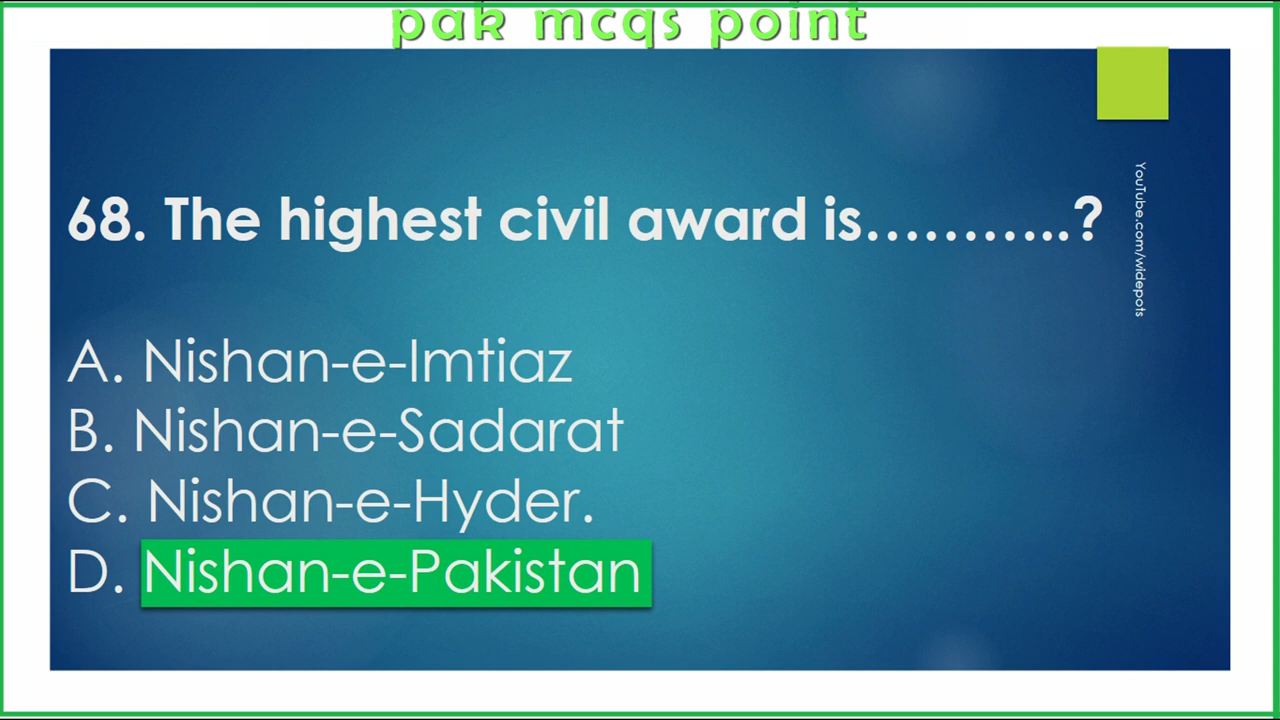 pak mcqs point
68. The highest civil award is………..?
A. Nishan-e-Imtiaz
B. Nishan-e-Sadarat
C. Nishan-e-Hyder.
D. Nishan-e-Pakistan
YouTube.com/widepots